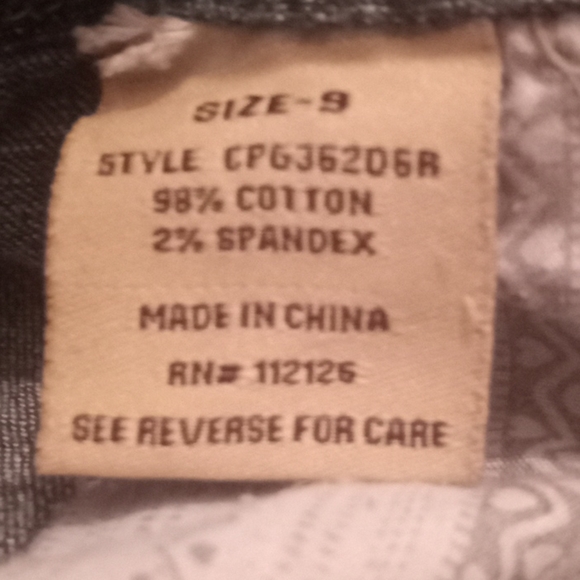 SIZE-9
STYLE CPG36206R
98% COTTON
2% SPANDEX
MADE IN CHINA
RN# 112126
SEE REVERSE FOR CARE